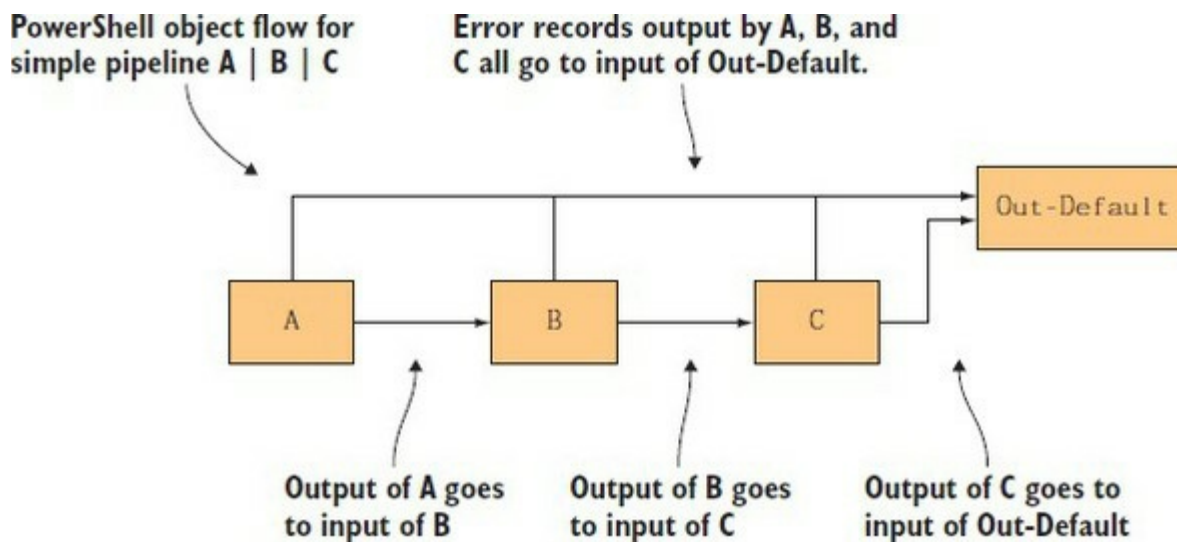 PowerShell object flow for
simple pipeline A | B | C
Error records output by A, B, and
C all go to input of Out-Default.
Out-Default
A
B
C
Output of A goes
to input of B
Output of B goes
to input of C
Output of C goes to
input of Out-Default